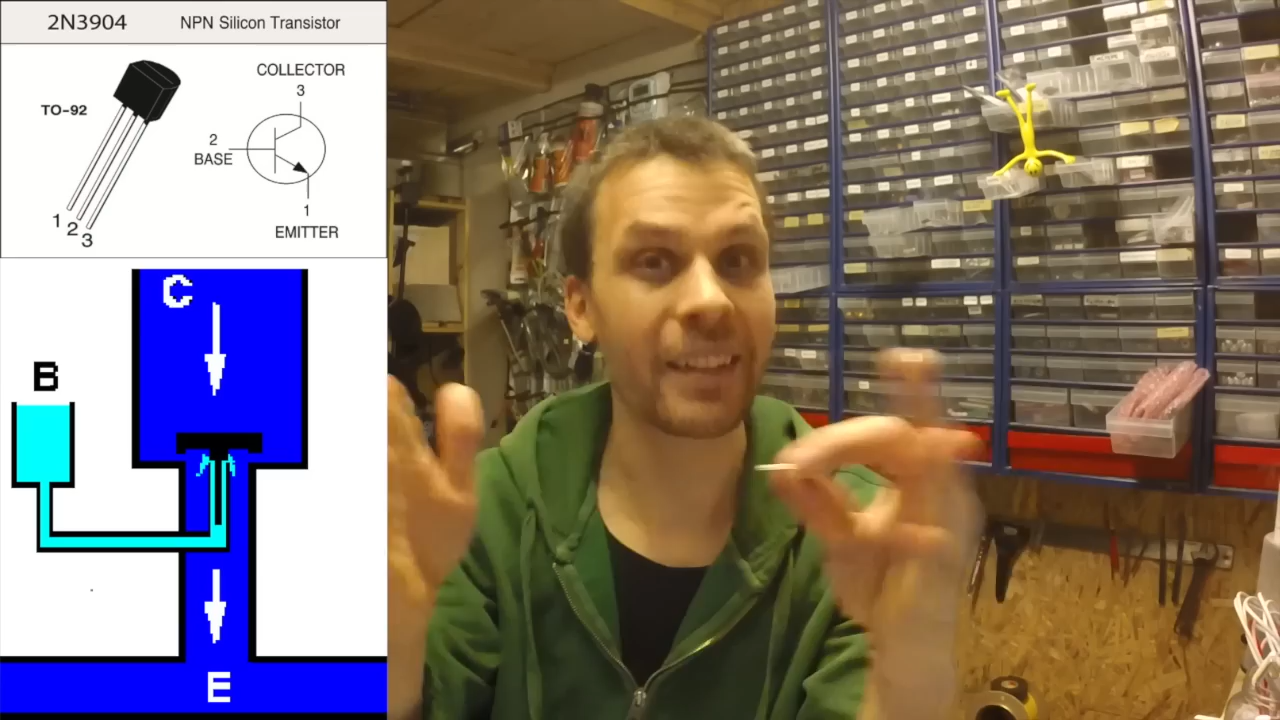 2N3904 NPN Silicon Transistor
COLLECTOR
3
TO-92
2
BASE
1
2
3
1
EMITTER
C
B
E